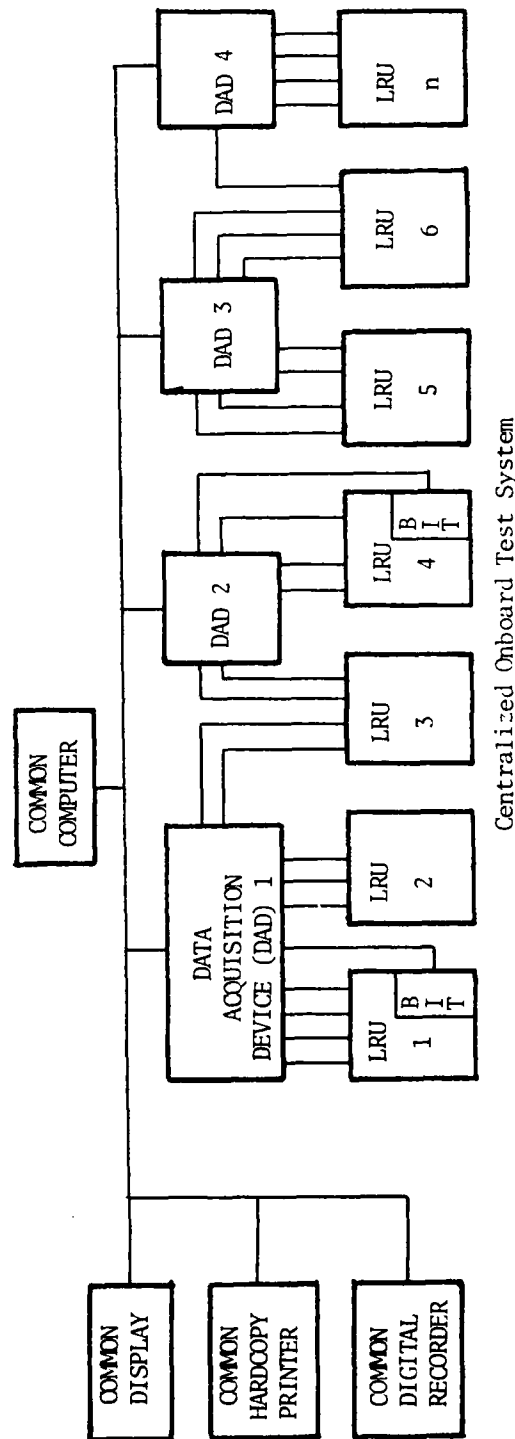 COMMON
COMPUTER
COMMON
DISPLAY
COMMON
HARDCOPY
PRINTER
COMMON
DIGITAL
RECORDER
DATA
ACQUISITION
DEVICE (DAD) 1
DAD 2
DAD 3
DAD 4
LRU
1
BIT
LRU
2
LRU
3
LRU
4
BIT
LRU
5
LRU
6
LRU
n
Centralized Onboard Test System